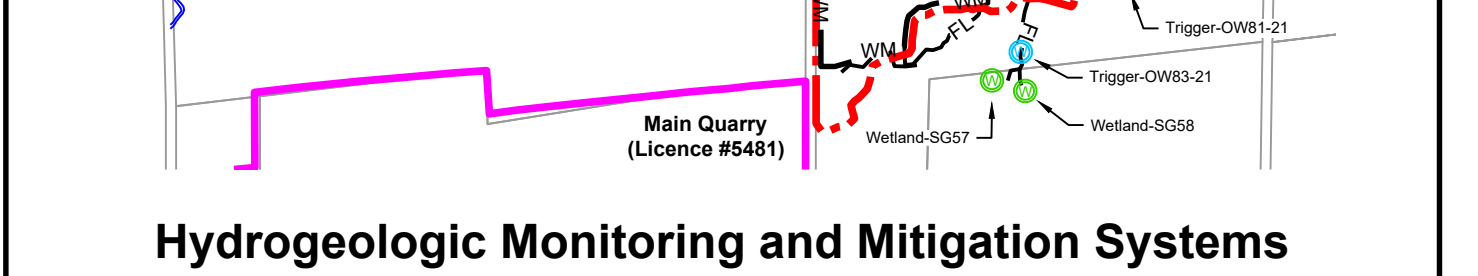 WM
WM
FL
FL
Trigger-OW81-21
WM
Trigger-OW83-21
W
W
W
Main Quarry
(Licence #5481)
Wetland-SG57
Wetland-SG58
Hydrogeologic Monitoring and Mitigation Systems